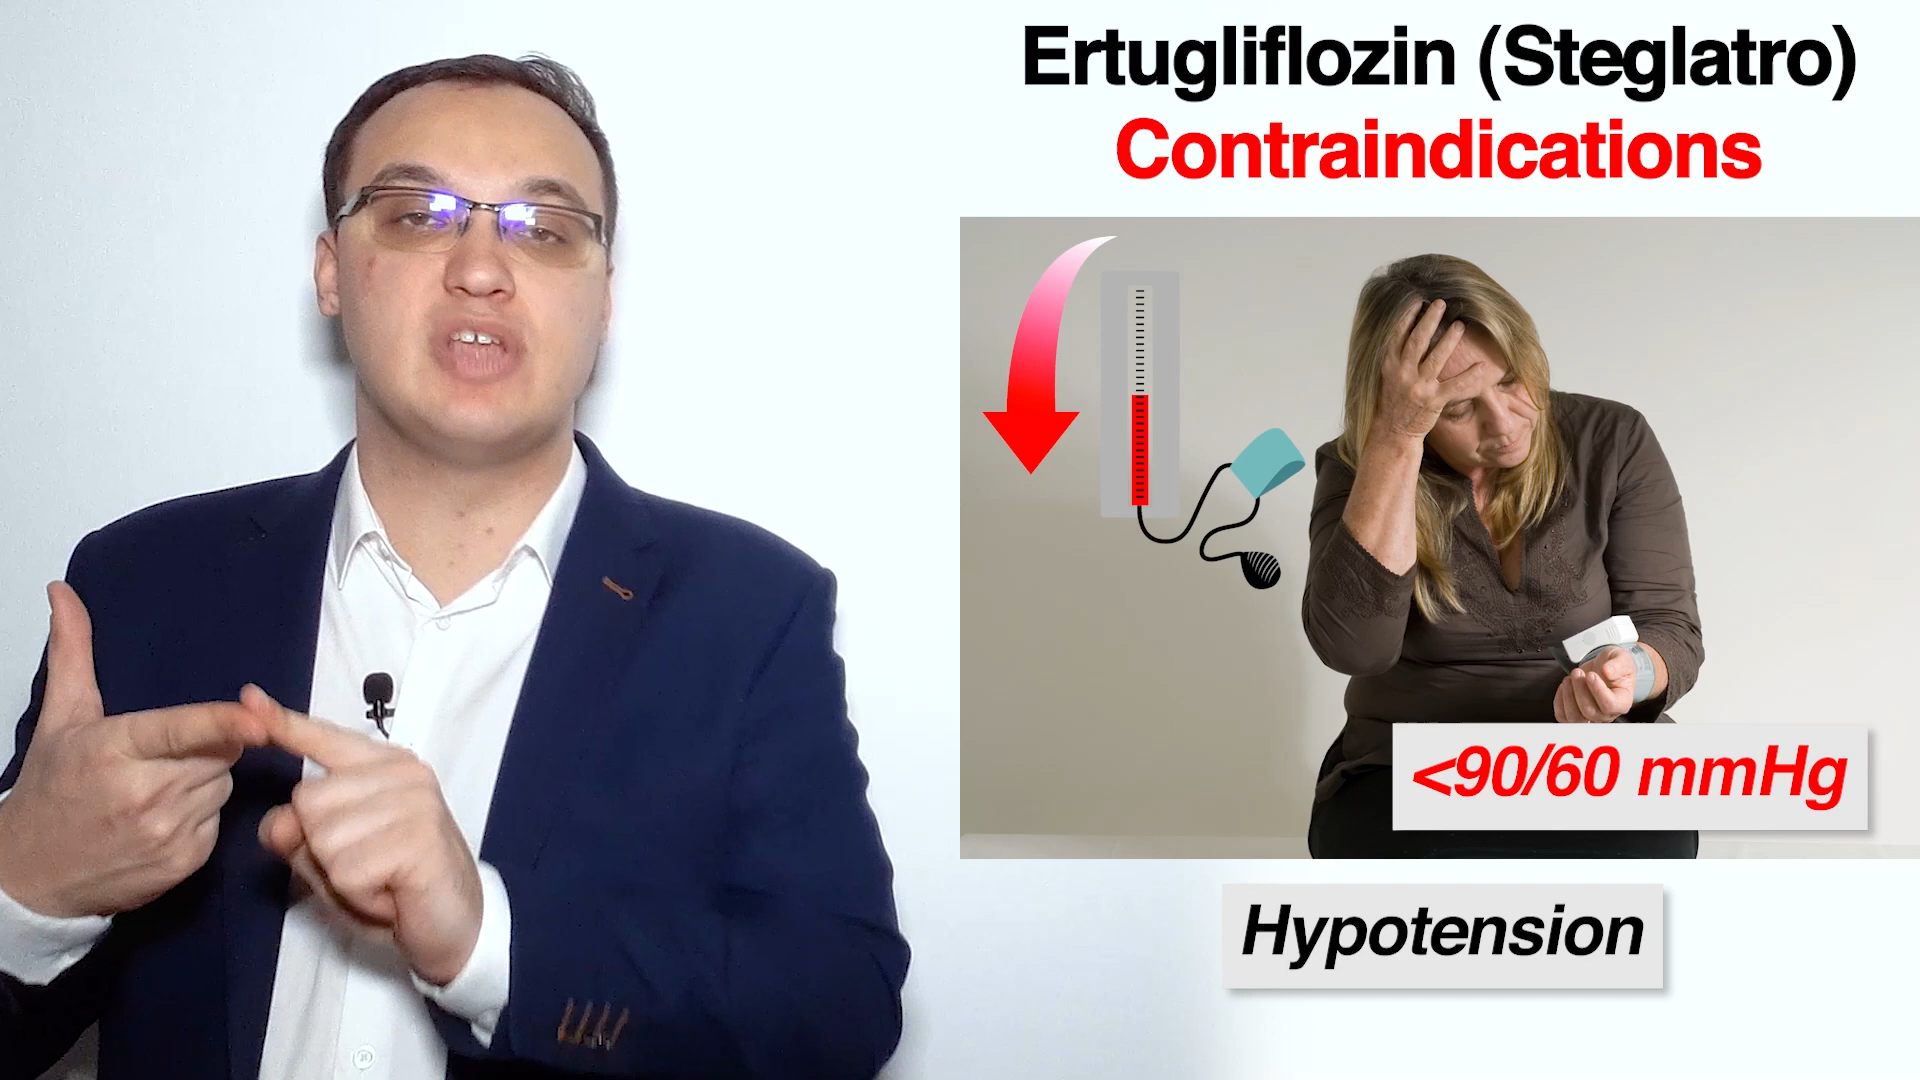 Ertugliflozin (Steglatro)
Contraindications
<90/60 mmHg
Hypotension